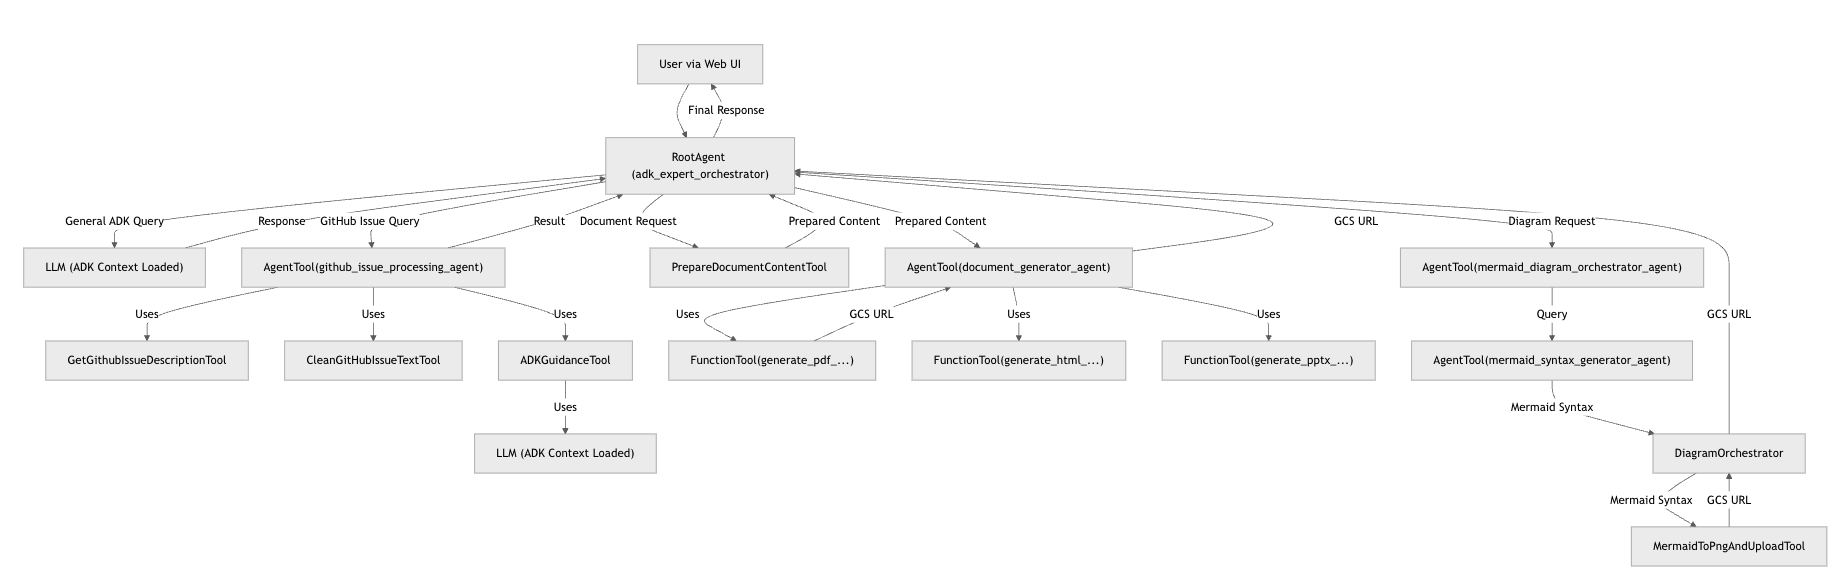 User via Web UI
Final Response
RootAgent
(adk_expert_orchestrator)
General ADK Query
Response
GitHub Issue Query
Result
Document Request
Prepared Content
Prepared Content
GCS URL
Diagram Request
LLM (ADK Context Loaded)
AgentTool(github_issue_processing_agent)
PrepareDocumentContentTool
AgentTool(document_generator_agent)
AgentTool(mermaid_diagram_orchestrator_agent)
Uses
Uses
Uses
Uses
GCS URL
Uses
Uses
Query
GCS URL
GetGithubIssueDescriptionTool
CleanGitHubIssueTextTool
ADKGuidanceTool
FunctionTool(generate_pdf_...)
FunctionTool(generate_html_...)
FunctionTool(generate_pptx_...)
AgentTool(mermaid_syntax_generator_agent)
Uses
Mermaid Syntax
LLM (ADK Context Loaded)
DiagramOrchestrator
Mermaid Syntax
GCS URL
MermaidToPngAndUploadTool